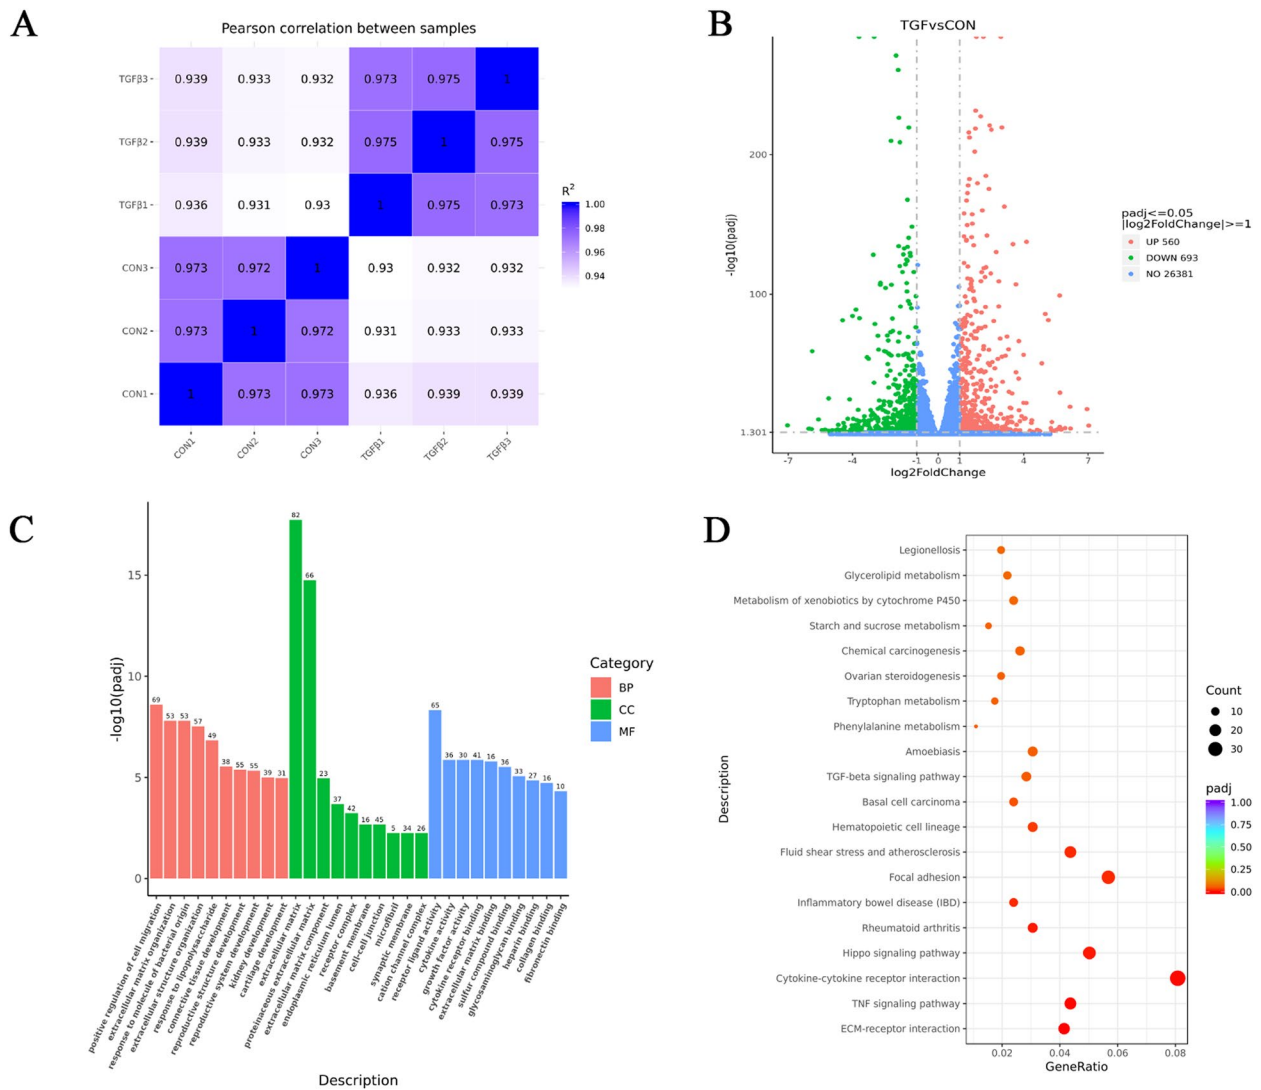 A
Pearson correlation between samples
TGFβ3
0.939 0.933 0.932 0.973 0.975 1
TGFβ2
0.939 0.933 0.932 0.975 1 0.975
TGFβ1
0.936 0.931 0.93 1 0.975 0.973
CON3
0.973 0.972 1 0.93 0.932 0.932
CON2
0.973 1 0.972 0.931 0.933 0.933
CON1
1 0.973 0.973 0.936 0.939 0.939
CON1 CON2 CON3 TGFβ1 TGFβ2 TGFβ3
R2
1.00
0.98
0.96
0.94
B
TGFvsCON
-log10(padj)
200
100
1.301
-7 -4 -1 0 1 4 7
log2FoldChange
padj<=0.05
|log2FoldChange|>=1
UP 560
DOWN 693
NO 26381
C
-log10(padj)
15
10
5
0
69 53 53 57 49 38 55 55 39 31 82 66 23 37 42 16 45 5 34 26 65 36 30 41 16 36 33 27 16 10
positive regulation of cell migration
extracellular matrix organization
response to molecule of bacterial origin
extracellular structure organization
response to lipopolysaccharide
connective tissue development
reproductive structure development
reproductive system development
kidney development
cartilage development
extracellular matrix
proteinaceous extracellular matrix
extracellular matrix component
endoplasmic reticulum lumen
receptor complex
basement membrane
cell-cell junction
microfibril
synaptic membrane
cation channel complex
receptor ligand activity
cytokine activity
growth factor activity
cytokine receptor binding
extracellular matrix binding
sulfur compound binding
glycosaminoglycan binding
heparin binding
collagen binding
fibronectin binding
Description
Category
BP
CC
MF
D
Description
Legionellosis
Glycerolipid metabolism
Metabolism of xenobiotics by cytochrome P450
Starch and sucrose metabolism
Chemical carcinogenesis
Ovarian steroidogenesis
Tryptophan metabolism
Phenylalanine metabolism
Amoebiasis
TGF-beta signaling pathway
Basal cell carcinoma
Hematopoietic cell lineage
Fluid shear stress and atherosclerosis
Focal adhesion
Inflammatory bowel disease (IBD)
Rheumatoid arthritis
Hippo signaling pathway
Cytokine-cytokine receptor interaction
TNF signaling pathway
ECM-receptor interaction
0.02 0.04 0.06 0.08
GeneRatio
Count
10
20
30
padj
1.00
0.75
0.50
0.25
0.00